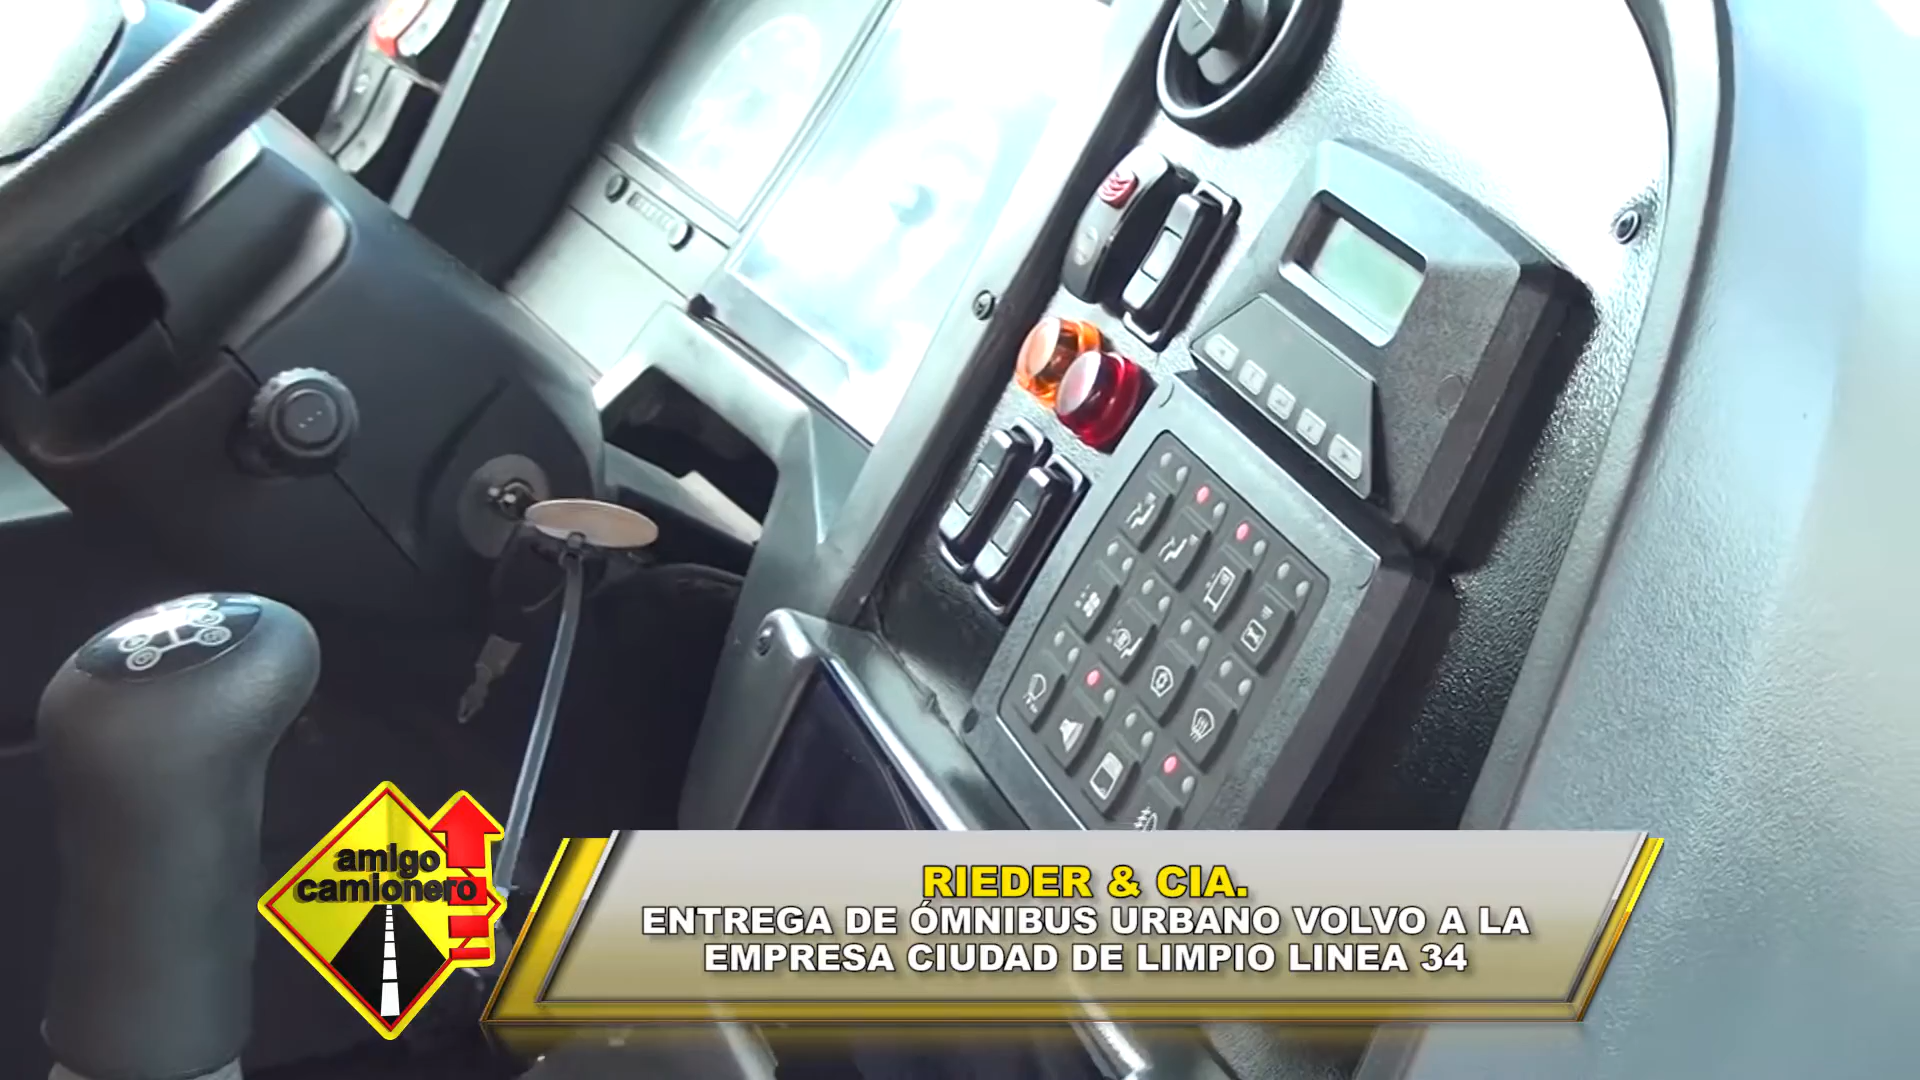 amigo
camionero
RIEDER & CIA.
ENTREGA DE ÓMNIBUS URBANO VOLVO A LA
EMPRESA CIUDAD DE LIMPIO LINEA 34